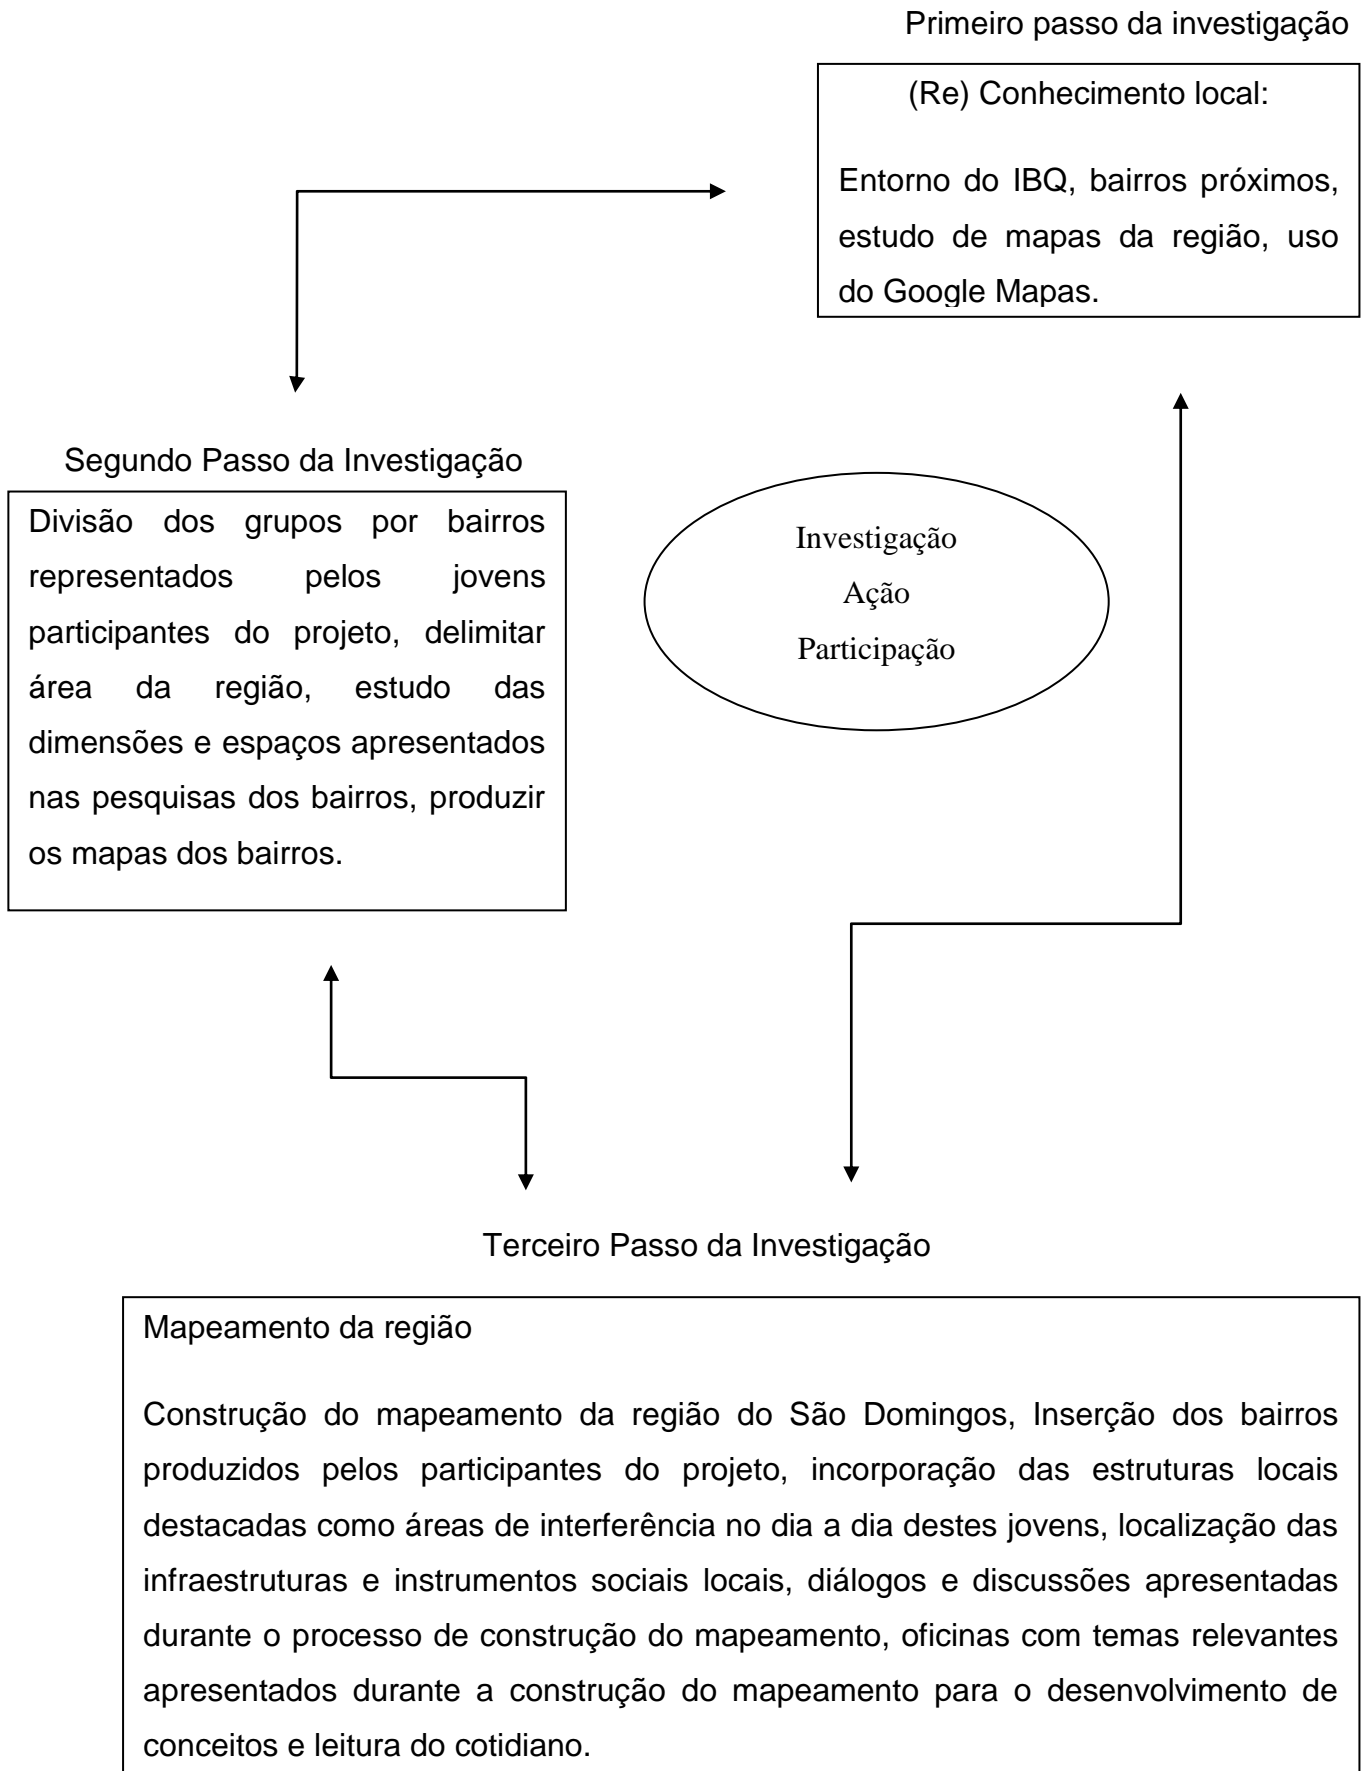 Primeiro passo da investigação
(Re) Conhecimento local:
Entorno do IBQ, bairros próximos,
estudo de mapas da região, uso
do Google Mapas.
Segundo Passo da Investigação
Divisão dos grupos por bairros
representados pelos jovens
participantes do projeto, delimitar
área da região, estudo das
dimensões e espaços apresentados
nas pesquisas dos bairros, produzir
os mapas dos bairros.
Investigação
Ação
Participação
Terceiro Passo da Investigação
Mapeamento da região
Construção do mapeamento da região do São Domingos, Inserção dos bairros
produzidos pelos participantes do projeto, incorporação das estruturas locais
destacadas como áreas de interferência no dia a dia destes jovens, localização das
infraestruturas e instrumentos sociais locais, diálogos e discussões apresentadas
durante o processo de construção do mapeamento, oficinas com temas relevantes
apresentados durante a construção do mapeamento para o desenvolvimento de
conceitos e leitura do cotidiano.